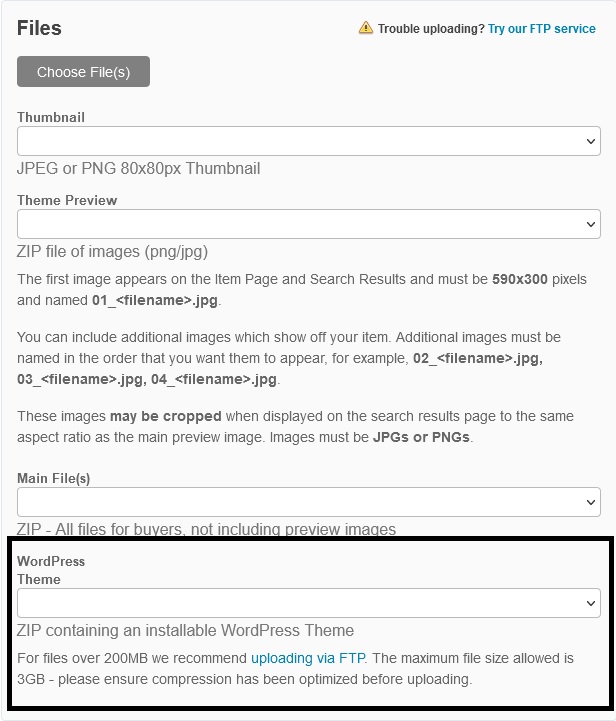 Files
Trouble uploading? Try our FTP service
Choose File(s)
Thumbnail
JPEG or PNG 80x80px Thumbnail
Theme Preview
ZIP file of images (png/jpg)
The first image appears on the Item Page and Search Results and must be 590x300 pixels
and named 01_<filename>.jpg.
You can include additional images which show off your item. Additional images must be
named in the order that you want them to appear, for example, 02_<filename>.jpg,
03_<filename>.jpg, 04_<filename>.jpg.
These images may be cropped when displayed on the search results page to the same
aspect ratio as the main preview image. Images must be JPGs or PNGs.
Main File(s)
ZIP - All files for buyers, not including preview images
WordPress
Theme
ZIP containing an installable WordPress Theme
For files over 200MB we recommend uploading via FTP. The maximum file size allowed is
3GB - please ensure compression has been optimized before uploading.